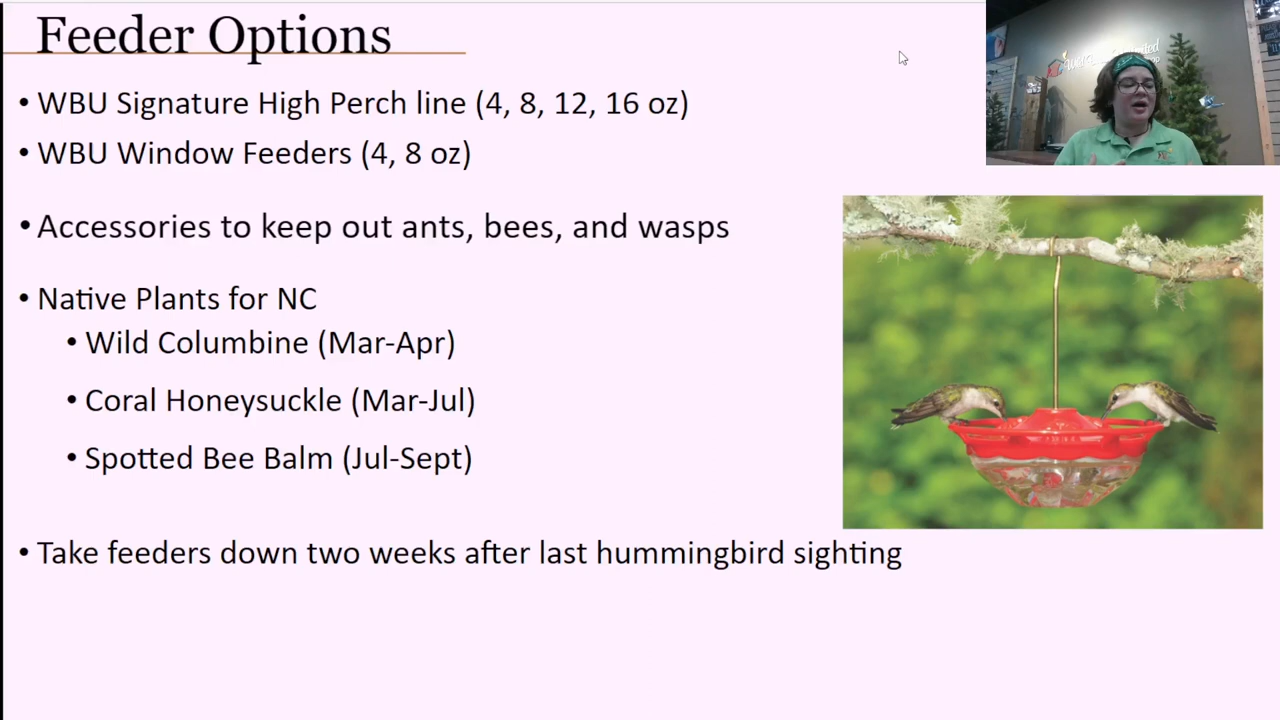 Feeder Options
• WBU Signature High Perch line (4, 8, 12, 16 oz)
• WBU Window Feeders (4, 8 oz)
• Accessories to keep out ants, bees, and wasps
• Native Plants for NC
• Wild Columbine (Mar-Apr)
• Coral Honeysuckle (Mar-Jul)
• Spotted Bee Balm (Jul-Sept)
• Take feeders down two weeks after last hummingbird sighting